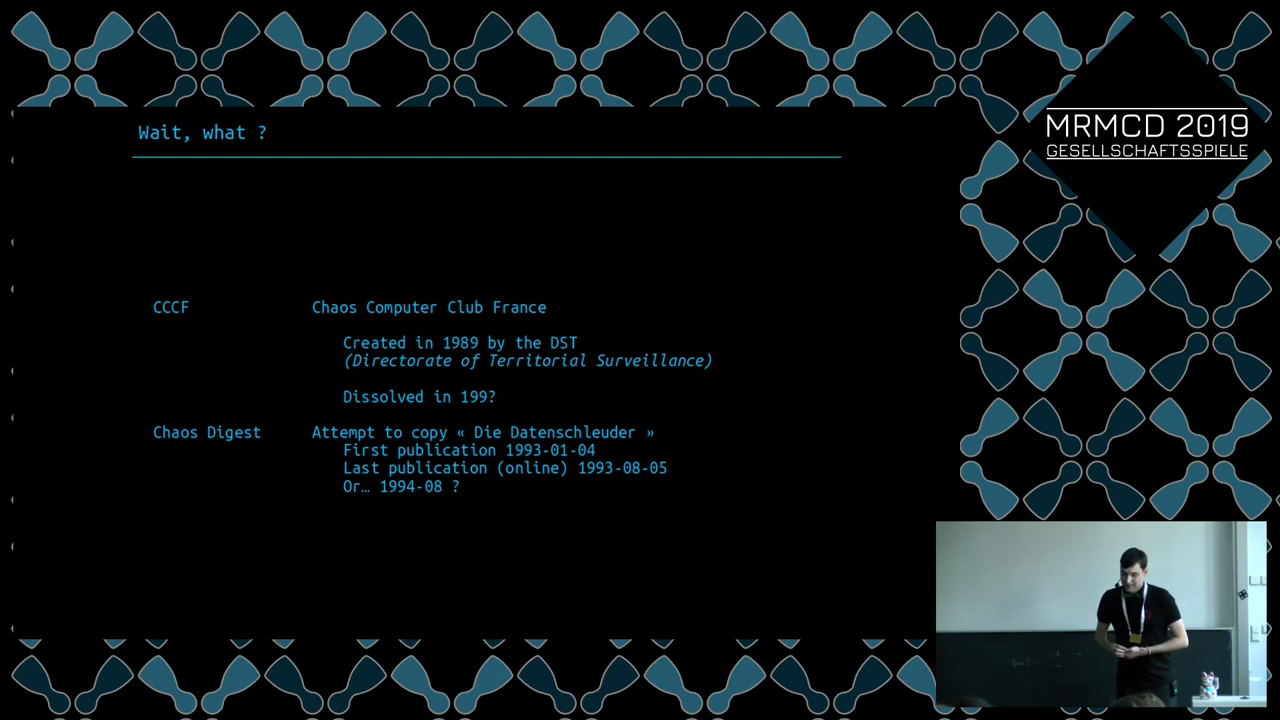 Wait, what ?
MRMCD 2019
GESELLSCHAFTSSPIELE
CCCF Chaos Computer Club France
Created in 1989 by the DST
(Directorate of Territorial Surveillance)
Dissolved in 199?
Chaos Digest Attempt to copy « Die Datenschleuder »
First publication 1993-01-04
Last publication (online) 1993-08-05
Or… 1994-08 ?